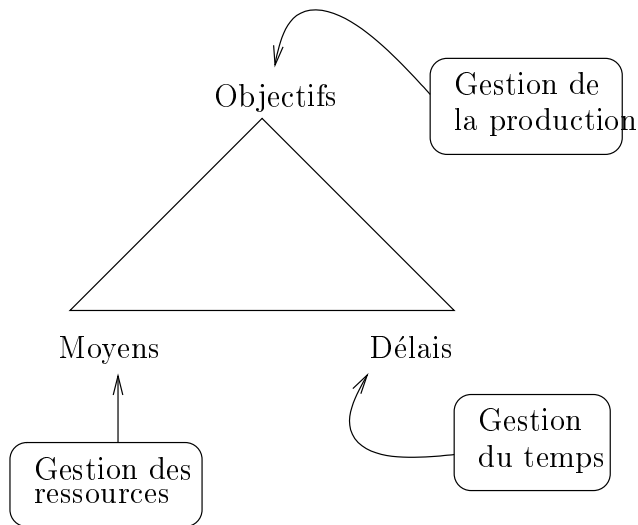 Gestion de
la production
Objectifs
Moyens
Délais
Gestion
du temps
Gestion des
ressources